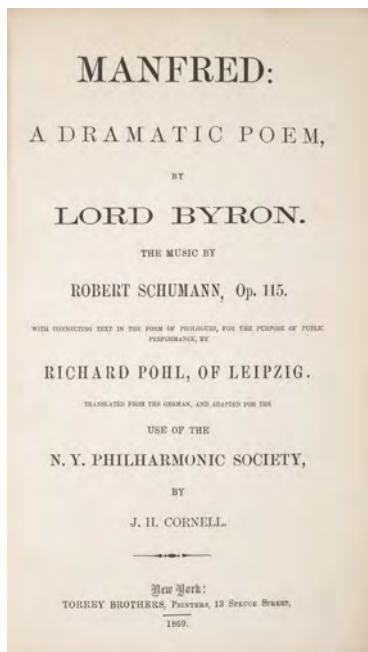 MANFRED:
A DRAMATIC POEM,
BY
LORD BYRON.
THE MUSIC BY
ROBERT SCHUMANN, Op. 115.
WITH CONNECTING TEXT IN THE FORM OF PROLOGUES, FOR THE PURPOSE OF PUBLIC
PERFORMANCE, BY
RICHARD POHL, OF LEIPZIG.
TRANSLATED FROM THE GERMAN, AND ADAPTED FOR THE
USE OF THE
N. Y. PHILHARMONIC SOCIETY,
BY
J. H. CORNELL.
New York:
TORREY BROTHERS, PRINTERS, 13 SPRUCE STREET,
1869.